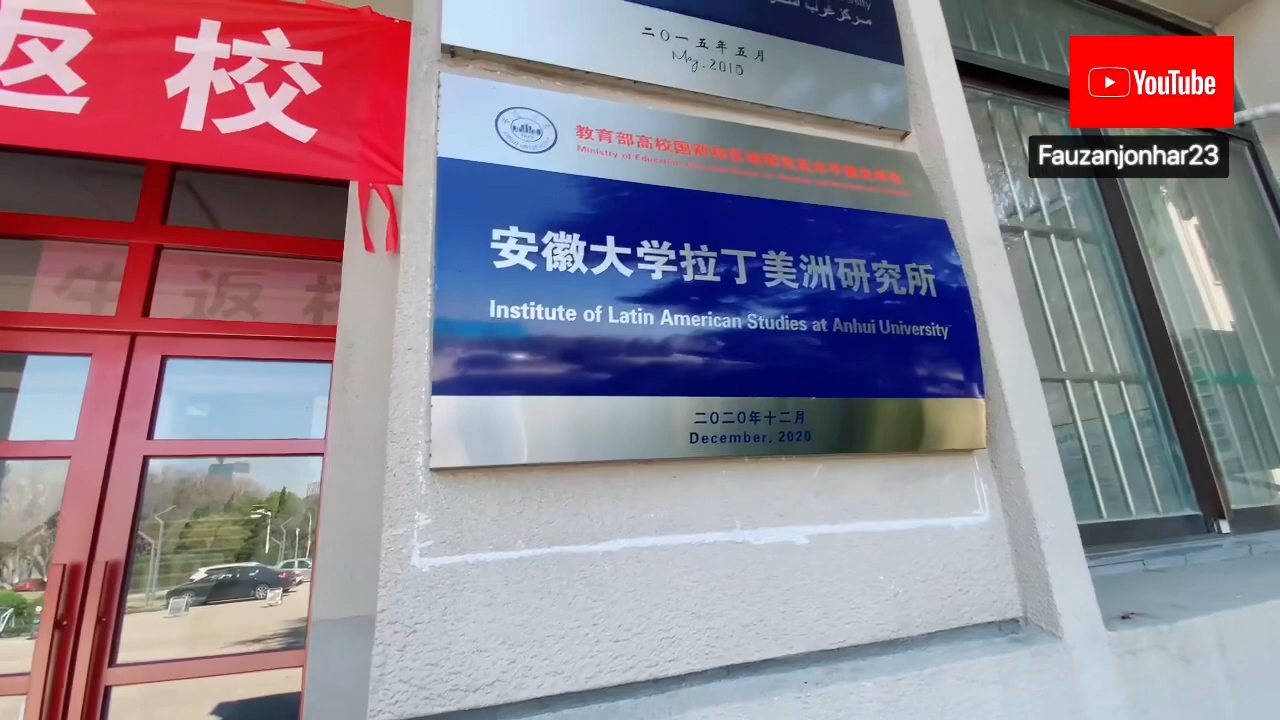 返校
二〇一五年五月
May.2015
教育部高校国别和区域研究
Ministry of Education
安徽大学拉丁美洲研究所
Institute of Latin American Studies at Anhui University
二〇二〇年十二月
December, 2020
YouTube
Fauzanjonhar23
生返校